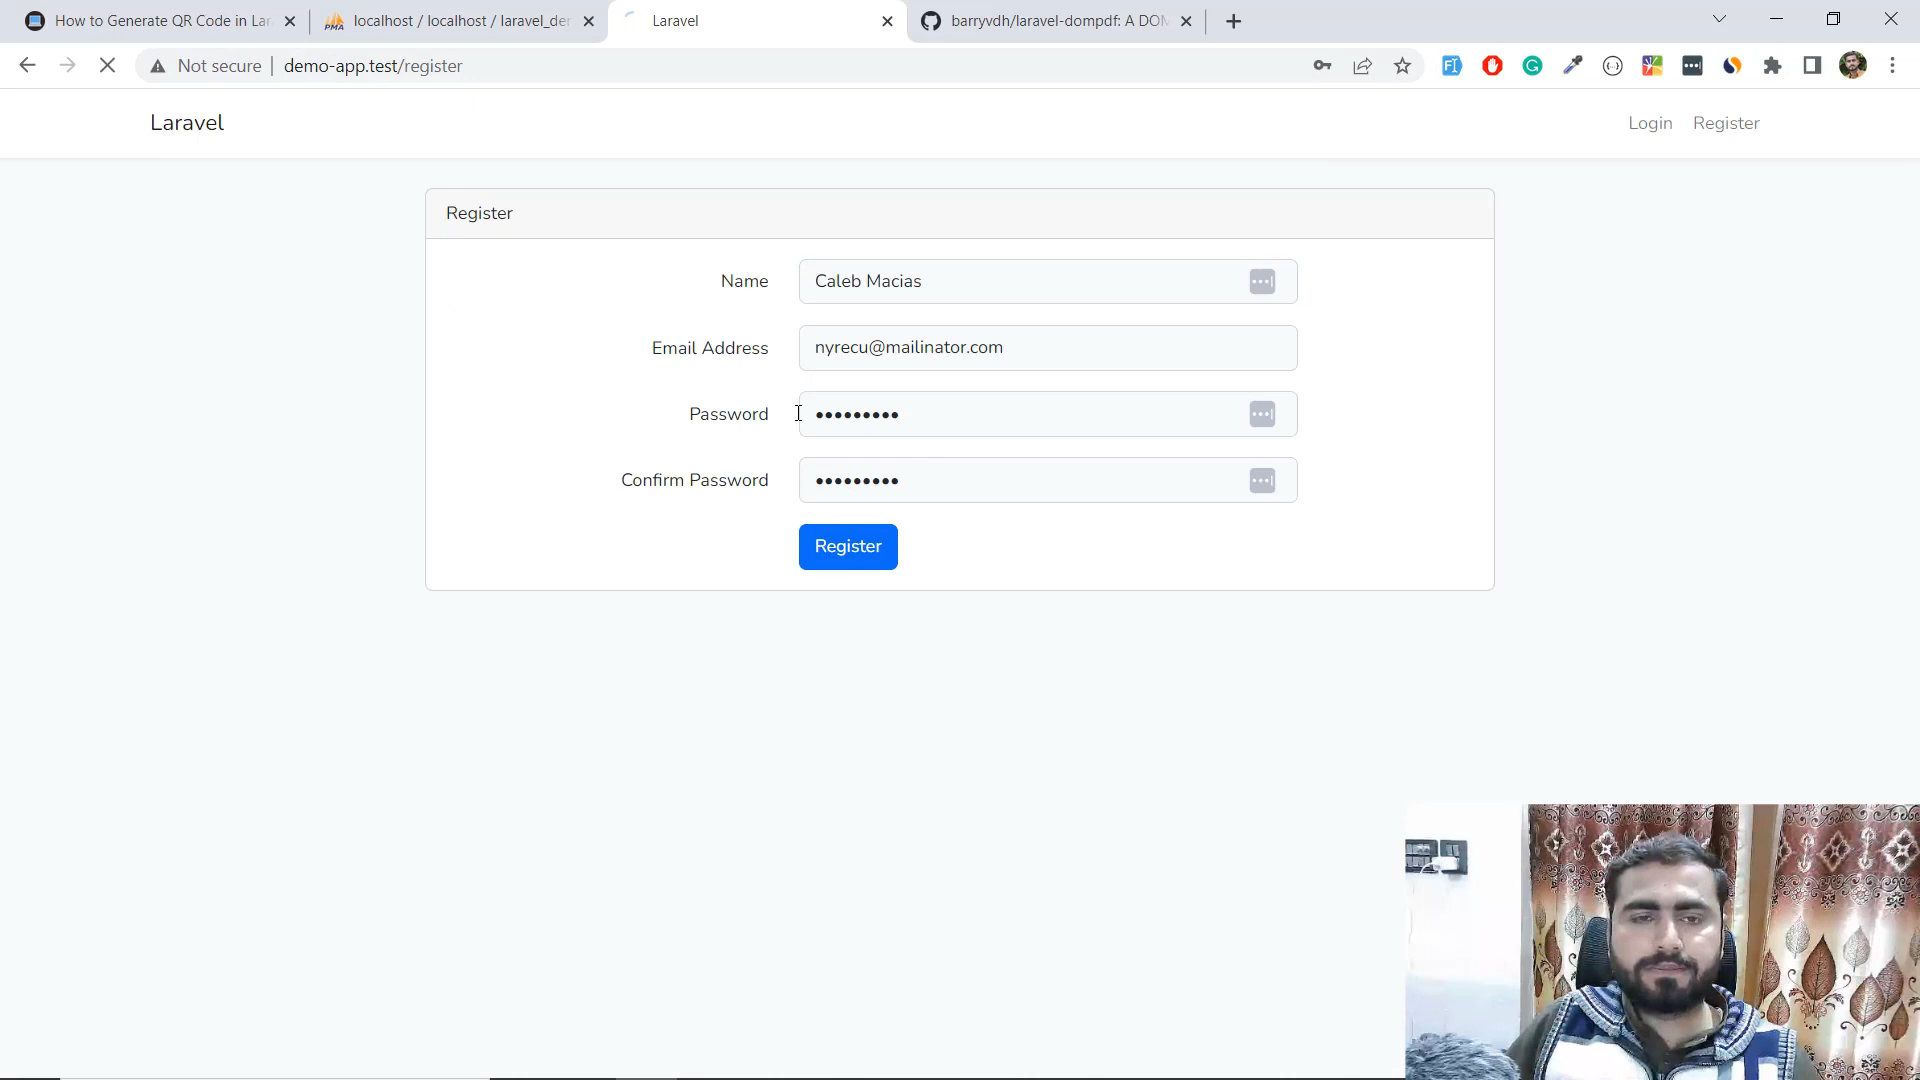 How to Generate QR Code in Lar
localhost / localhost / laravel_der
Laravel
barryvdh/laravel-dompdf: A DOM
Not secure
demo-app.test/register
Laravel
Login
Register
Register
Name
Caleb Macias
Email Address
nyrecu@mailinator.com
Password
•••••••••
Confirm Password
•••••••••
Register